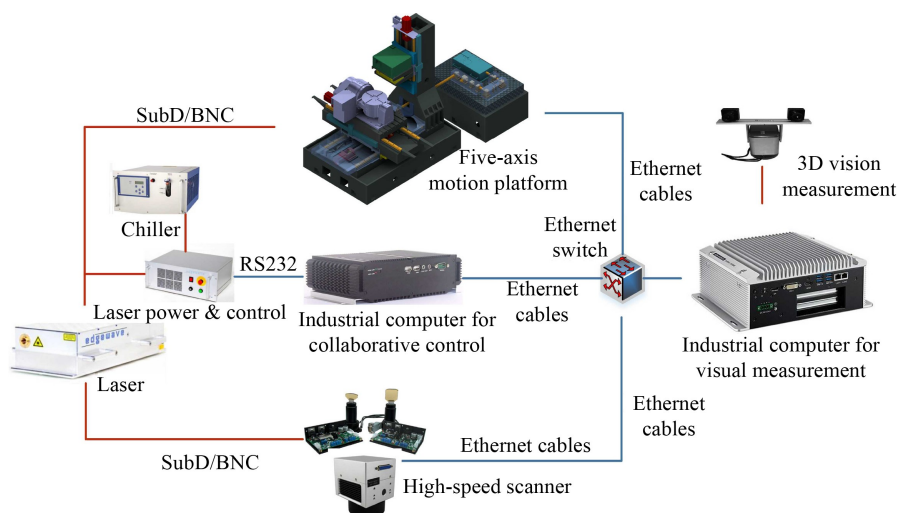 SubD/BNC
Five-axis
motion platform
Ethernet
cables
3D vision
measurement
Chiller
Ethernet
switch
RS232
Laser power & control
Industrial computer for
collaborative control
Ethernet
cables
Industrial computer for
visual measurement
edgewave
Laser
Ethernet
cables
SubD/BNC
Ethernet cables
High-speed scanner